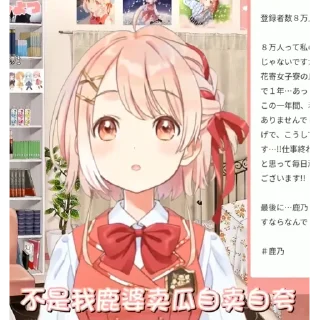 登録者数８万
８万人って私
じゃないです
花寄女子寮の
で１年…あっ
この一年間、
ありませんで
げで、こうして
す…!!仕事終わ
と思って毎日
ございます!!
最後に…鹿乃
すならなんで
＃鹿乃
不是我鹿婆卖瓜自卖自夸